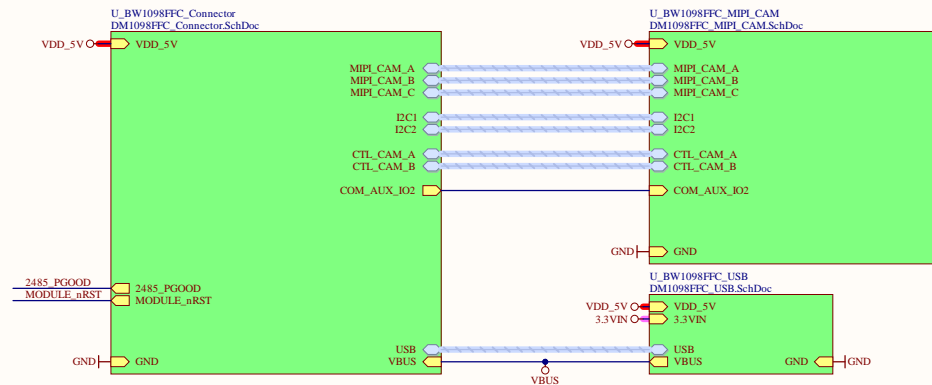 U_BW1098FFC_Connector
DM1098FFC_Connector.SchDoc
VDD_5V
VDD_5V
MIPI_CAM_A
MIPI_CAM_B
MIPI_CAM_C
I2C1
I2C2
CTL_CAM_A
CTL_CAM_B
COM_AUX_IO2
2485_PGOOD
2485_PGOOD
MODULE_nRST
MODULE_nRST
GND
GND
USB
VBUS
VBUS
U_BW1098FFC_MIPI_CAM
DM1098FFC_MIPI_CAM.SchDoc
VDD_5V
VDD_5V
MIPI_CAM_A
MIPI_CAM_B
MIPI_CAM_C
I2C1
I2C2
CTL_CAM_A
CTL_CAM_B
COM_AUX_IO2
GND
GND
U_BW1098FFC_USB
DM1098FFC_USB.SchDoc
VDD_5V
VDD_5V
3.3VIN
3.3VIN
USB
VBUS
GND
GND